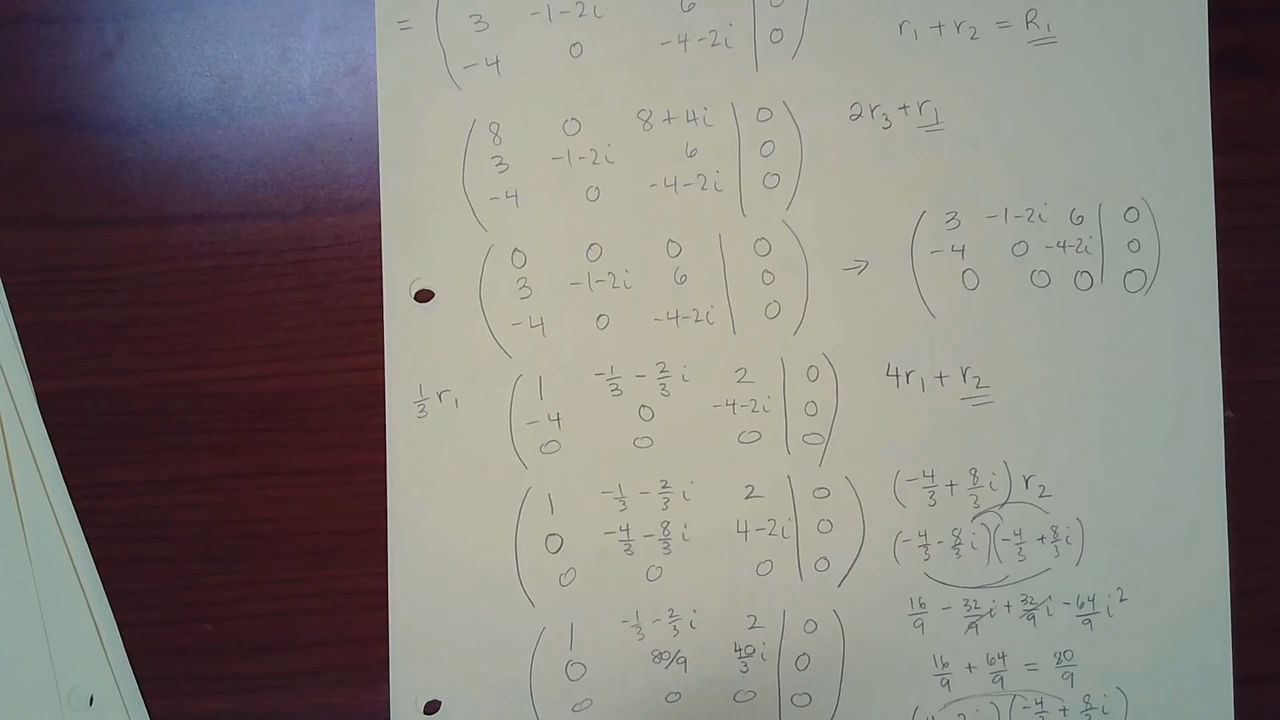 = ( 3 -1-2i 6 | 0 )
-4 0 -4-2i | 0
r₁ + r₂ = R₁
( 8 0 8+4i | 0 )
3 -1-2i 6 | 0
-4 0 -4-2i | 0
2r₃ + r₁
( 0 0 0 | 0 )
3 -1-2i 6 | 0
-4 0 -4-2i | 0
→ ( 3 -1-2i 6 | 0 )
-4 0 -4-2i | 0
0 0 0 | 0
1/3 r₁ ( 1 -1/3 - 2/3 i 2 | 0 )
-4 0 -4-2i | 0
0 0 0 | 0
4r₁ + r₂
( 1 -1/3 - 2/3 i 2 | 0 )
0 -4/3 - 8/3 i 4-2i | 0
0 0 0 | 0
(-4/3 + 8/3 i) r₂
(-4/3 - 8/3 i)(-4/3 + 8/3 i)
16/9 - 32/9 i + 32/9 i - 64/9 i²
16/9 + 64/9 = 80/9
( 1 -1/3 - 2/3 i 2 | 0 )
0 80/9 40/3 i | 0
0 0 0 | 0
(-4/3 + 8/3 i)